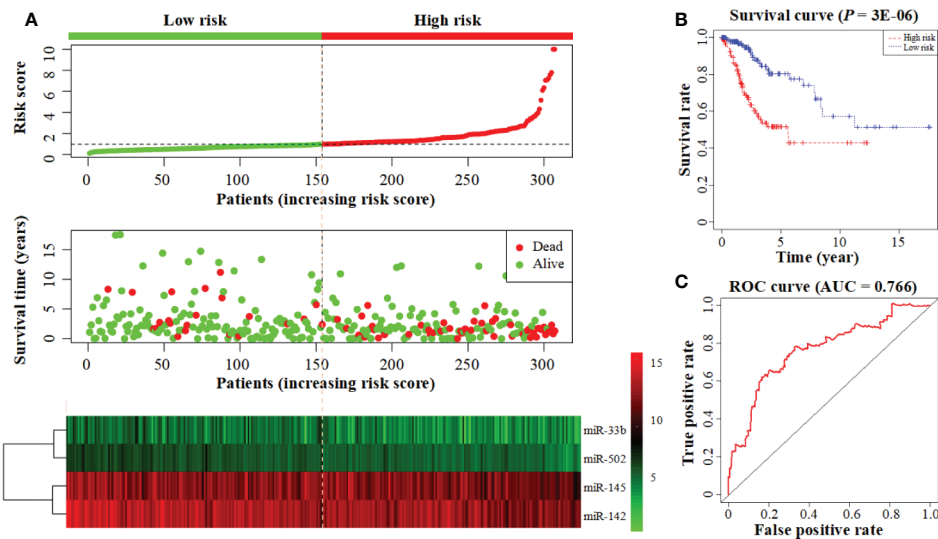 A
Low risk
High risk
Risk score
10
8
6
4
2
0
0
50
100
150
200
250
300
Patients (increasing risk score)
Survival time (years)
15
10
5
0
Dead
Alive
0
50
100
150
200
250
300
Patients (increasing risk score)
miR-33b
miR-502
miR-145
miR-142
15
10
5
B
Survival curve (P = 3E-06)
High risk
Low risk
Survival rate
1.0
0.8
0.6
0.4
0.2
0.0
0
5
10
15
Time (year)
C
ROC curve (AUC = 0.766)
True positive rate
1.0
0.8
0.6
0.4
0.2
0.0
0.0
0.2
0.4
0.6
0.8
1.0
False positive rate